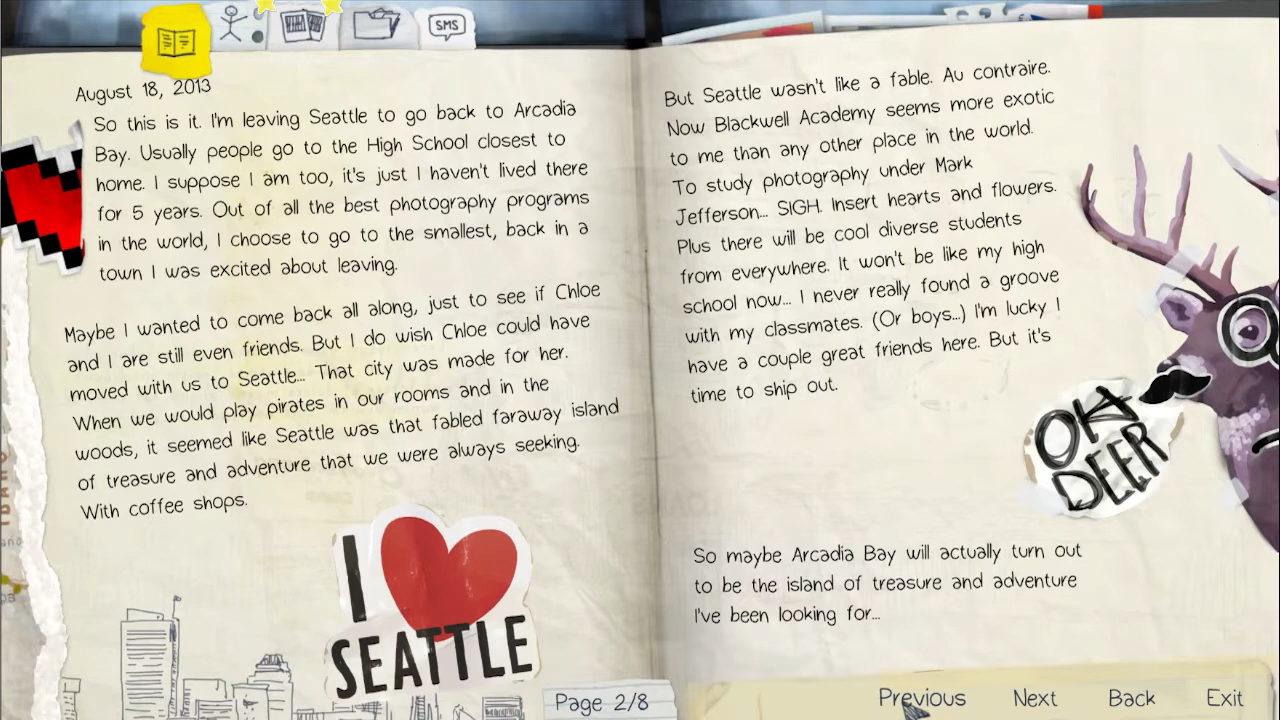 SMS
August 18, 2013
So this is it. I'm leaving Seattle to go back to Arcadia
Bay. Usually people go to the High School closest to
home. I suppose I am too, it's just I haven't lived there
for 5 years. Out of all the best photography programs
in the world, I choose to go to the smallest, back in a
town I was excited about leaving.
Maybe I wanted to come back all along, just to see if Chloe
and I are still even friends. But I do wish Chloe could have
moved with us to Seattle... That city was made for her.
When we would play pirates in our rooms and in the
woods, it seemed like Seattle was that fabled faraway island
of treasure and adventure that we were always seeking.
With coffee shops.
I
SEATTLE
But Seattle wasn't like a fable. Au contraire.
Now Blackwell Academy seems more exotic
to me than any other place in the world.
To study photography under Mark
Jefferson... SIGH. Insert hearts and flowers.
Plus there will be cool diverse students
from everywhere. It won't be like my high
school now... I never really found a groove
with my classmates. (Or boys...) I'm lucky I
have a couple great friends here. But it's
time to ship out.
OH
DEER
So maybe Arcadia Bay will actually turn out
to be the island of treasure and adventure
I've been looking for...
Page 2/8
Previous Next Back Exit